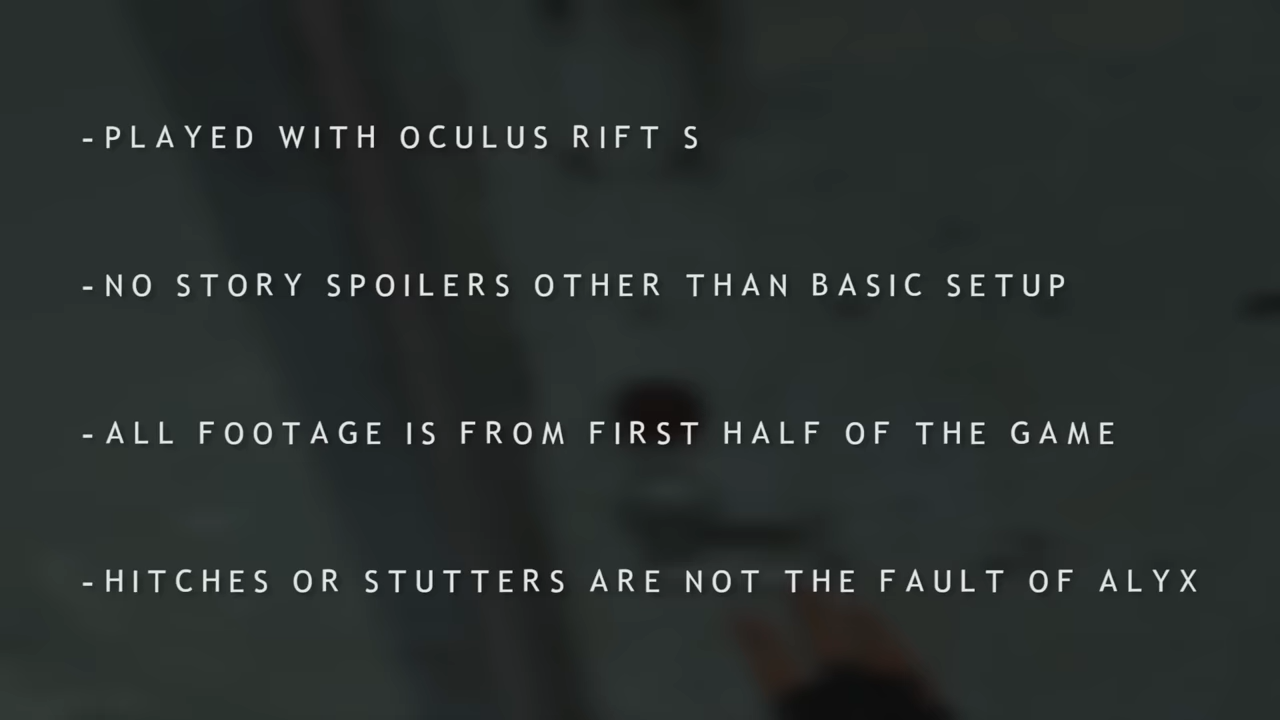 -PLAYED WITH OCULUS RIFT S
-NO STORY SPOILERS OTHER THAN BASIC SETUP
-ALL FOOTAGE IS FROM FIRST HALF OF THE GAME
-HITCHES OR STUTTERS ARE NOT THE FAULT OF ALYX